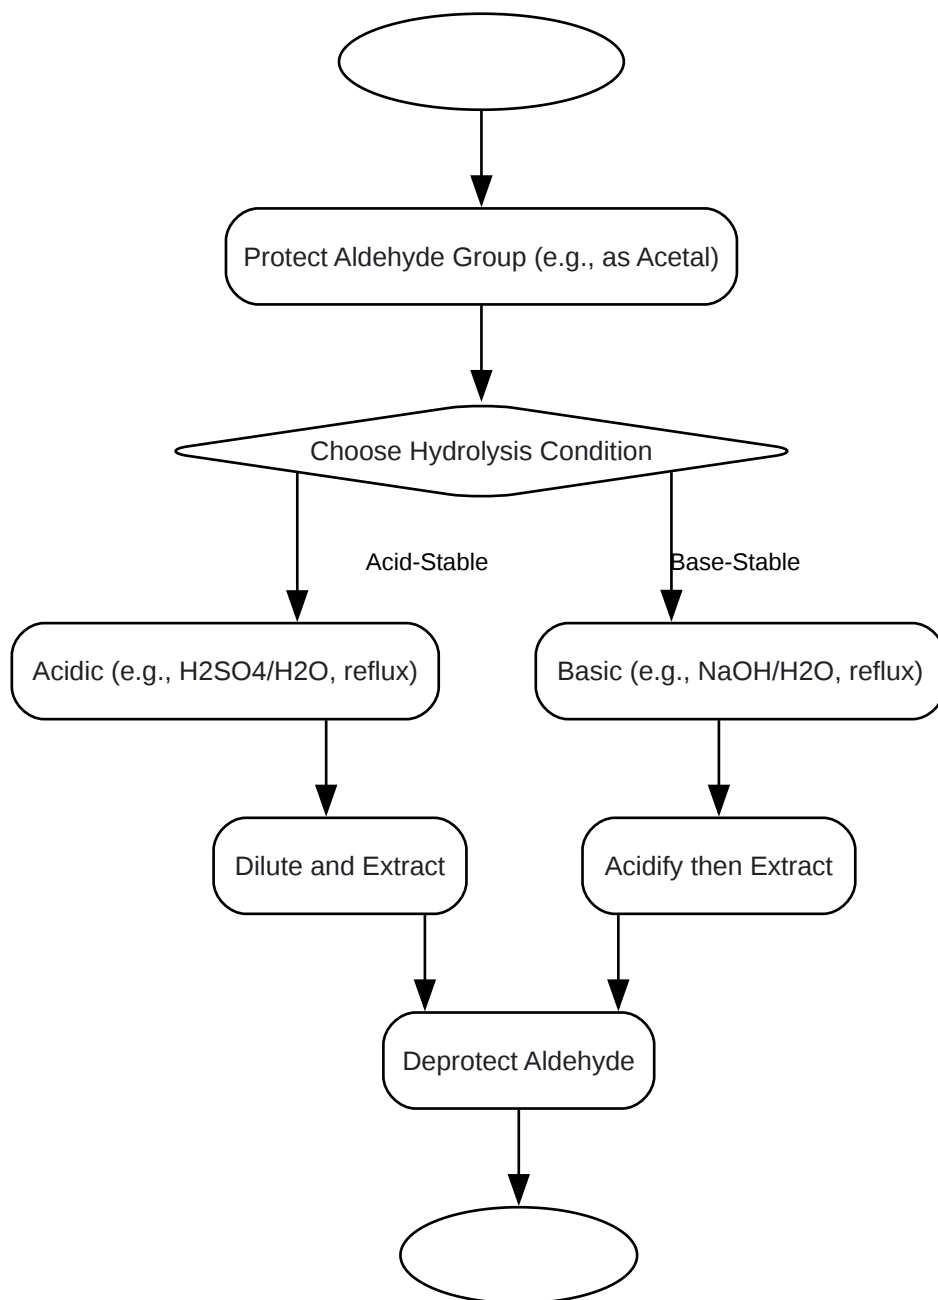 Protect Aldehyde Group (e.g., as Acetal)
Choose Hydrolysis Condition
Acid-Stable
Base-Stable
Acidic (e.g., H2SO4/H2O, reflux)
Basic (e.g., NaOH/H2O, reflux)
Dilute and Extract
Acidify then Extract
Deprotect Aldehyde